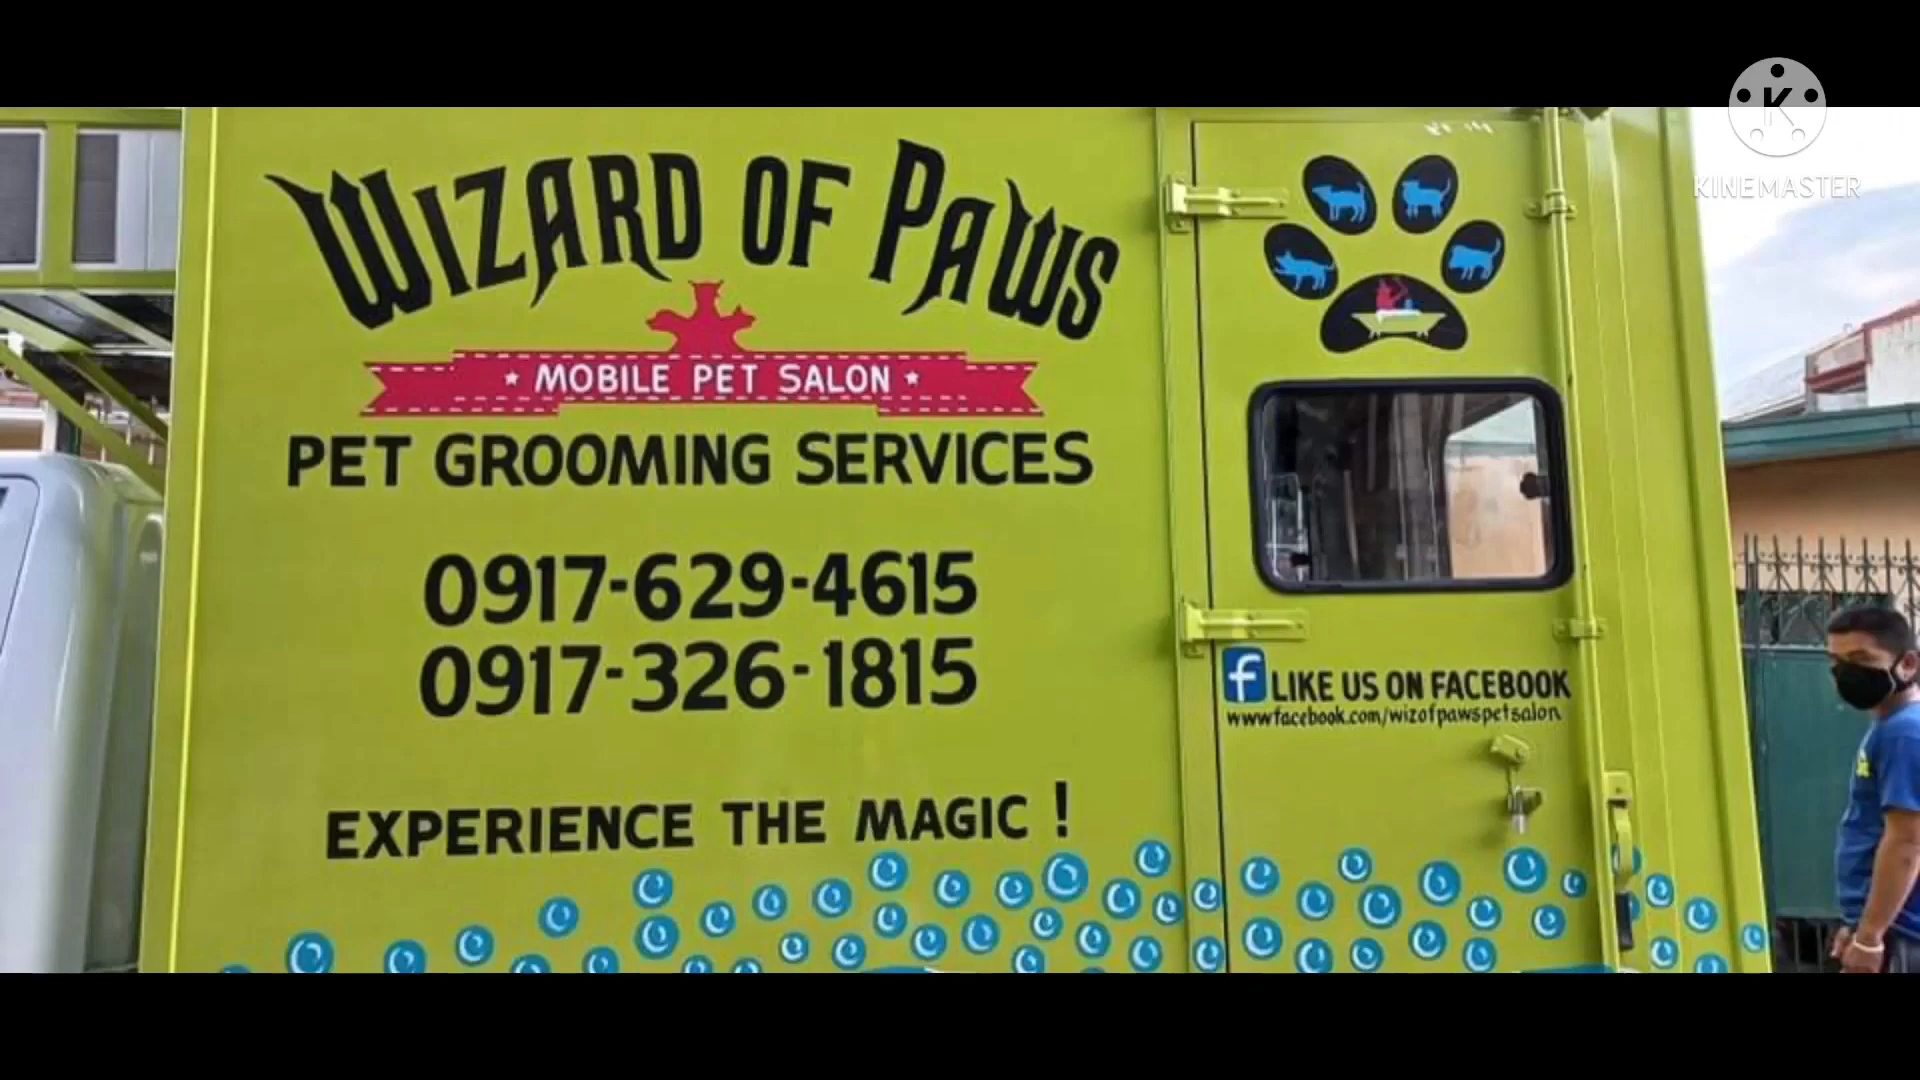 WIZARD OF PAWS
MOBILE PET SALON
PET GROOMING SERVICES
0917-629-4615
0917-326-1815
EXPERIENCE THE MAGIC !
f LIKE US ON FACEBOOK
www.facebook.com/wizofpawspetsalon
K
KINEMASTER